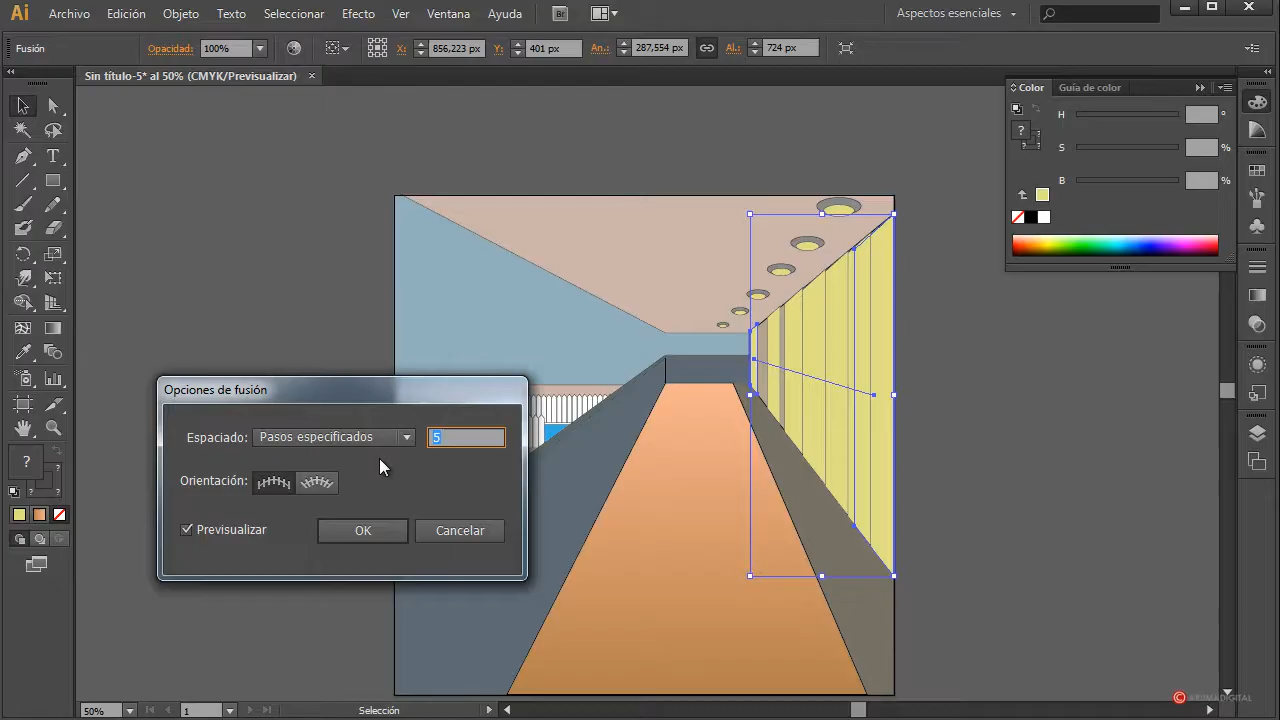 Ai Archivo Edición Objeto Texto Seleccionar Efecto Ver Ventana Ayuda Br Aspectos esenciales
Fusión Opacidad: 100% X: 856,223 px Y: 401 px An.: 287,554 px Al.: 724 px
Sin título-5* al 50% (CMYK/Previsualizar)
Color Guía de color
H °
S %
B %
Opciones de fusión
Espaciado: Pasos especificados 5
Orientación:
Previsualizar OK Cancelar
50% 1 Selección
© ARTIMADIGITAL